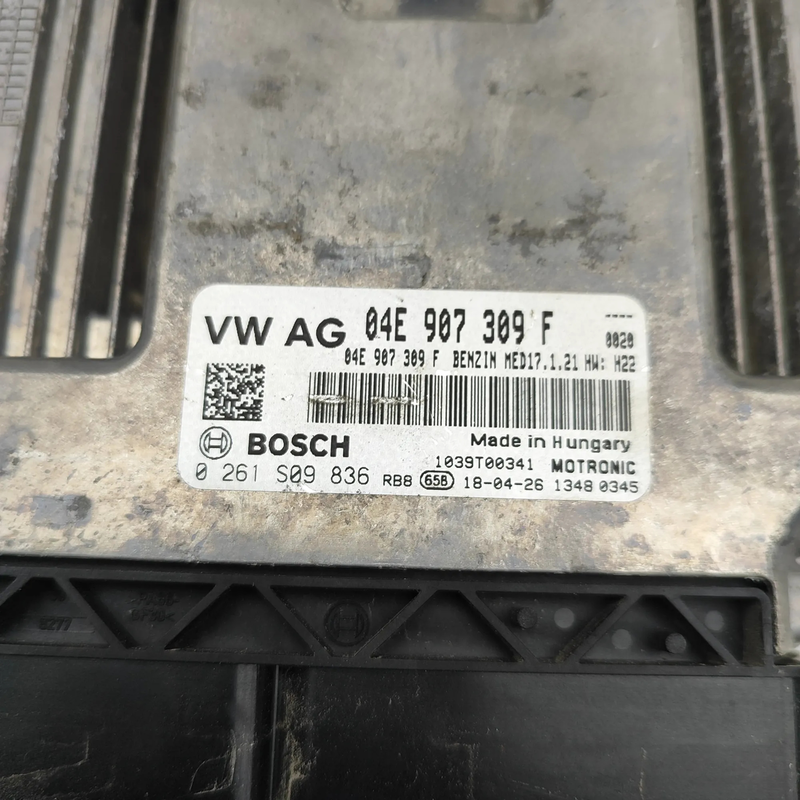 VW AG 04E 907 309 F ----
0020
04E 907 309 F BENZIN MED17.1.21 HW: H22
BOSCH Made in Hungary
1039T00341 MOTRONIC
0 261 S09 836 RB8 65B 18-04-26 1348 0345